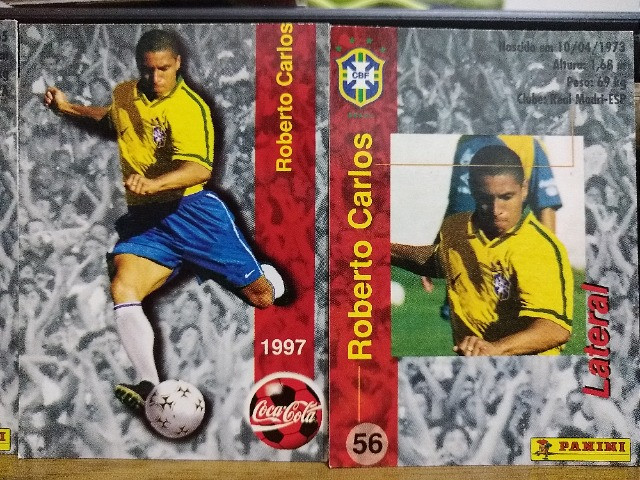 Roberto Carlos
1997
Coca-Cola
CBF
Nascido em 10/04/1973
Altura: 1,68 m
Peso: 69 kg
Clube: Real Madri-ESP
Roberto Carlos
Lateral
56
PANINI